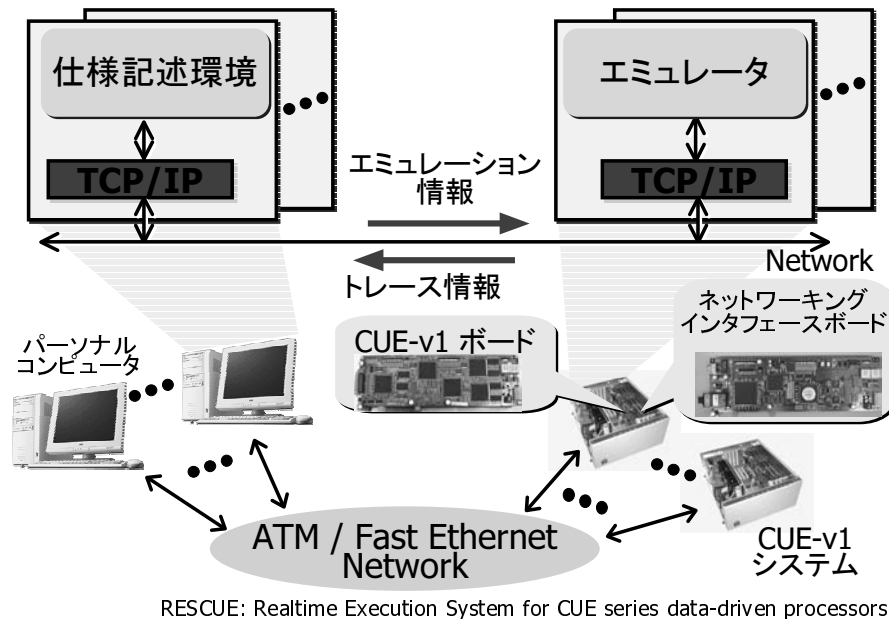 仕様記述環境
エミュレータ
TCP/IP
TCP/IP
エミュレーション
情報
Network
トレース情報
ネットワーキング
インタフェースボード
CUE-v1 ボード
パーソナル
コンピュータ
ATM / Fast Ethernet
Network
CUE-v1
システム
RESCUE: Realtime Execution System for CUE series data-driven processors